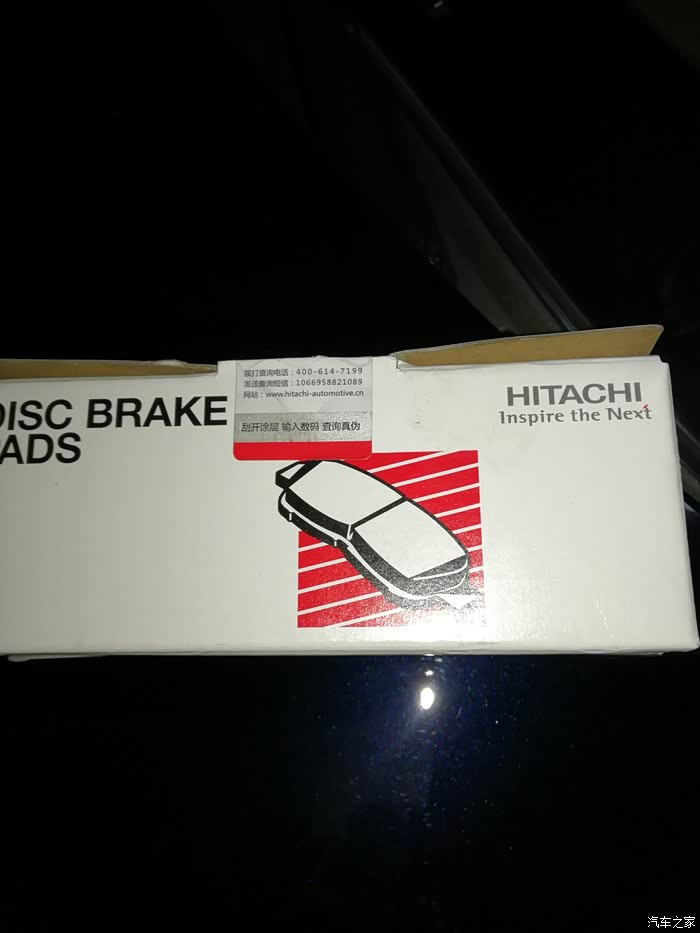 拨打查询电话：400-614-7199
发送查询短信：1066958821089
网站：www.hitachi-automotive.cn
刮开涂层 输入数码 查询真伪
DISC BRAKE
PADS
HITACHI
Inspire the Next
汽车之家